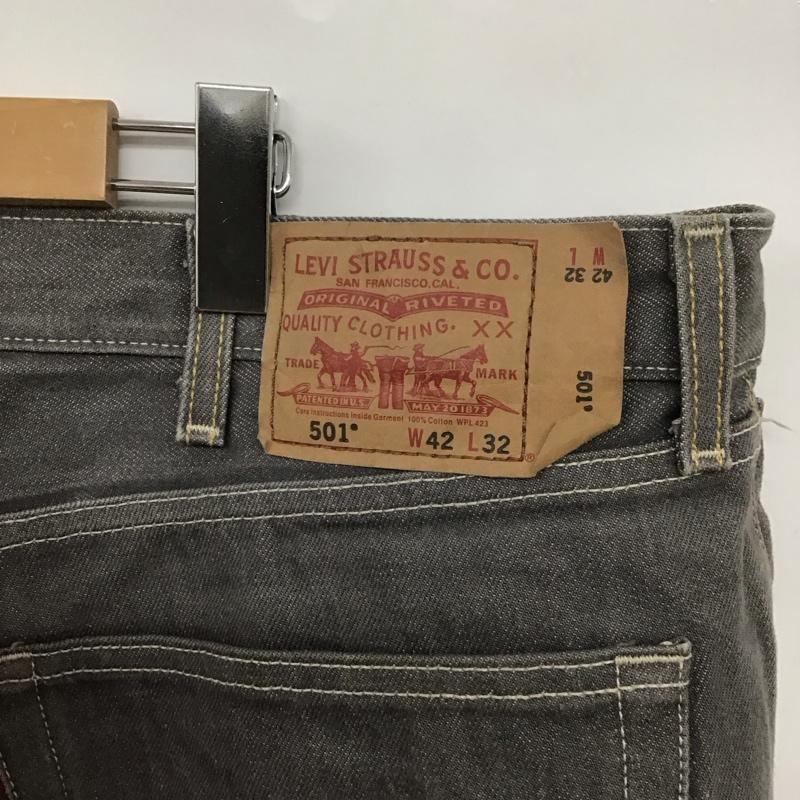 LEVI STRAUSS & CO.
SAN FRANCISCO, CAL.
ORIGINAL RIVETED
QUALITY CLOTHING. XX
TRADE MARK
PATENTED IN U.S. MAY 20 1873
Care Instructions Inside Garment 100% Cotton WPL 423
501® W42 L32
®
W L
42 32
501®